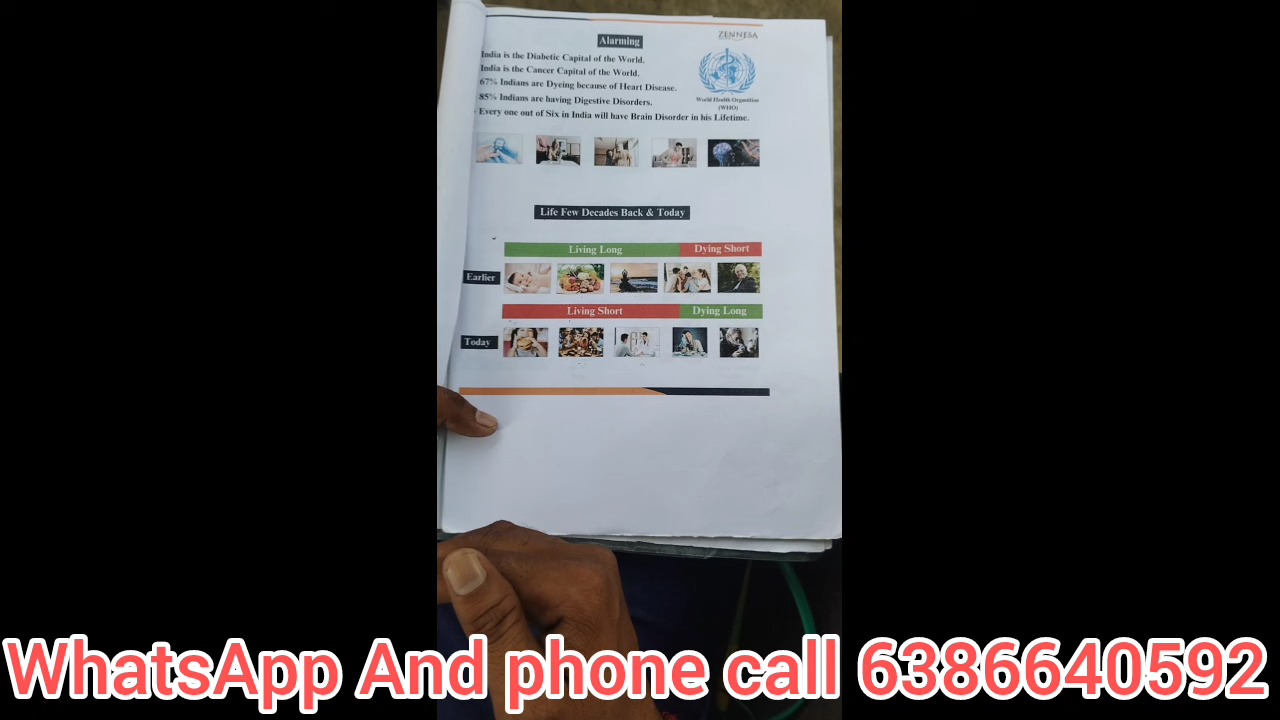 ZENNESA
Alarming
India is the Diabetic Capital of the World.
India is the Cancer Capital of the World.
67% Indians are Dyeing because of Heart Disease.
85% Indians are having Digestive Disorders.
Every one out of Six in India will have Brain Disorder in his Lifetime.
World Health Organition
(WHO)
Life Few Decades Back & Today
Living Long Dying Short
Earlier
Living Short Dying Long
Today
WhatsApp And phone call 6386640592